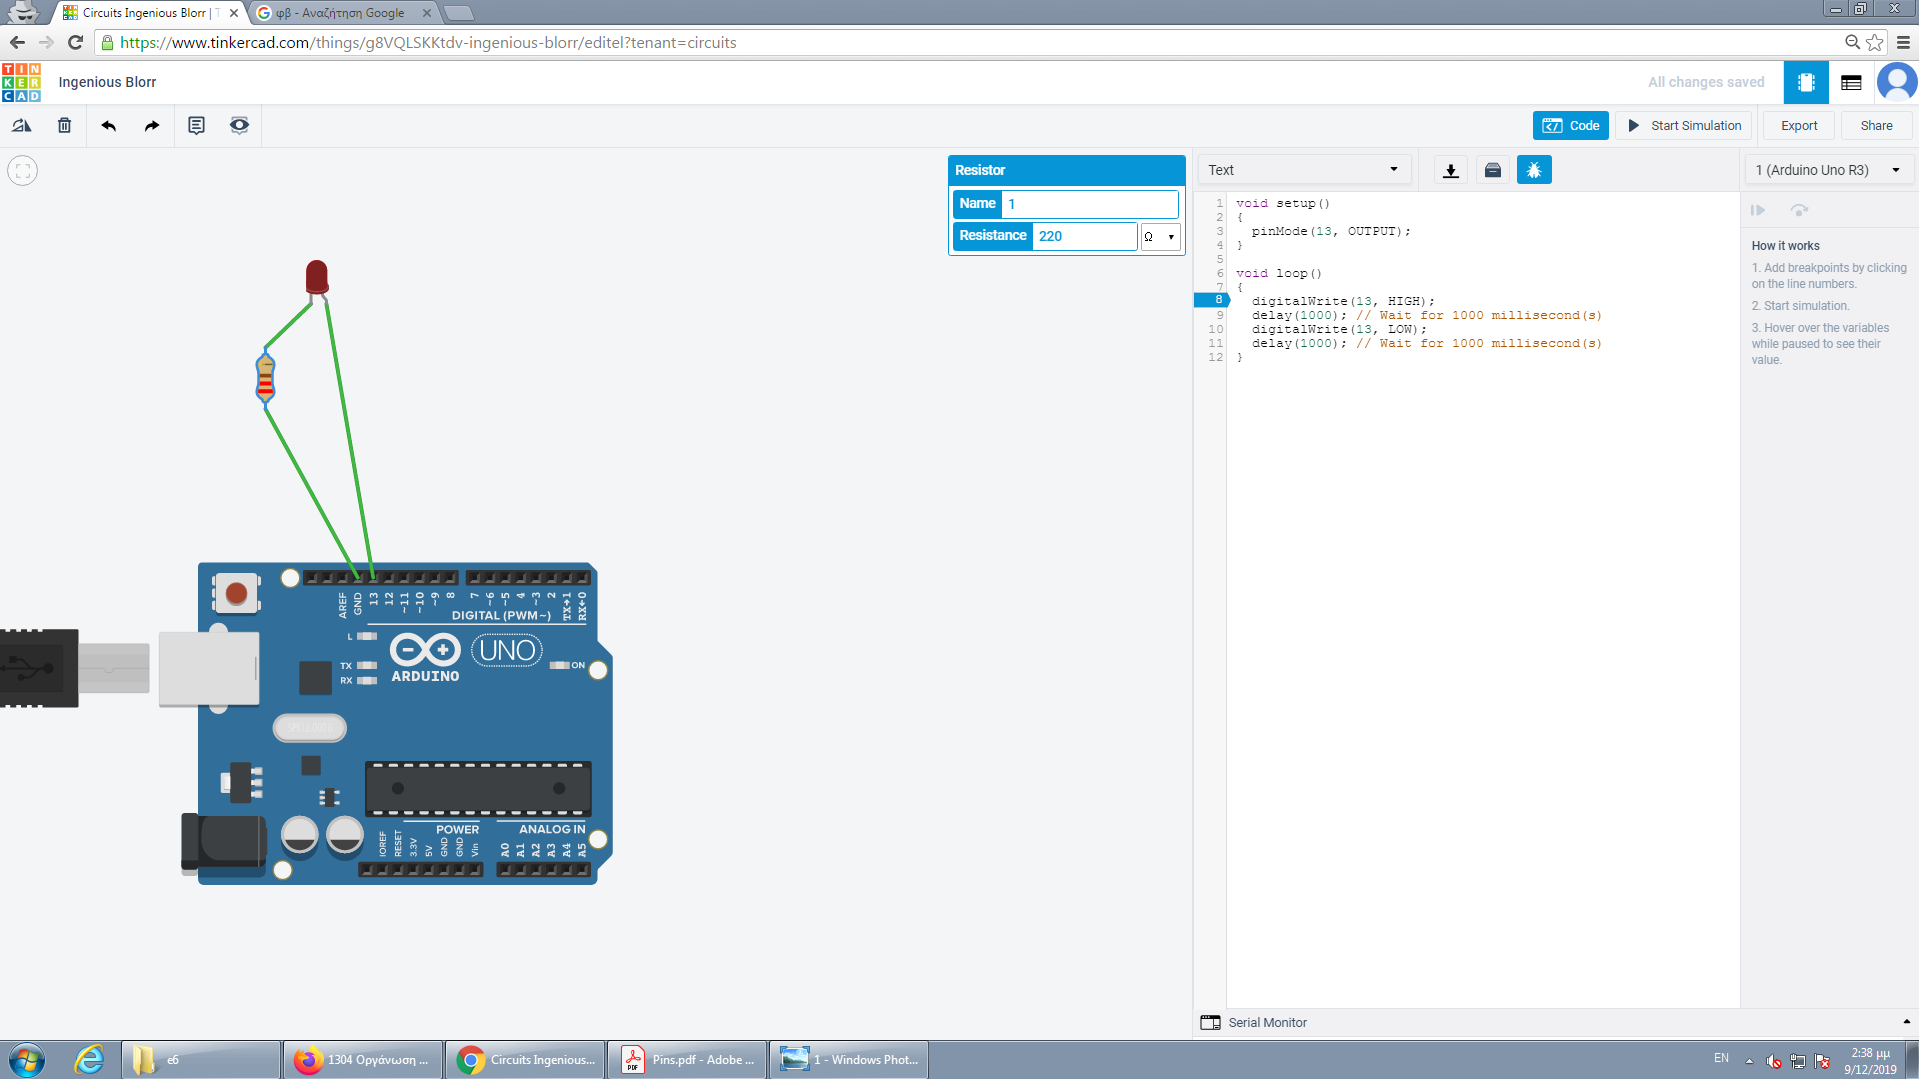 Circuits Ingenious Blorr | T
φβ - Αναζήτηση Google
https://www.tinkercad.com/things/g8VQLSKKtdv-ingenious-blorr/editel?tenant=circuits
TIN
KER
CAD
Ingenious Blorr
All changes saved
Code
Start Simulation
Export
Share
Resistor
Name 1
Resistance 220 Ω
Text
1 (Arduino Uno R3)
1 void setup()
2 {
3 pinMode(13, OUTPUT);
4 }
5
6 void loop()
7 {
8 digitalWrite(13, HIGH);
9 delay(1000); // Wait for 1000 millisecond(s)
10 digitalWrite(13, LOW);
11 delay(1000); // Wait for 1000 millisecond(s)
12 }
How it works
1. Add breakpoints by clicking
on the line numbers.
2. Start simulation.
3. Hover over the variables
while paused to see their
value.
AREF GND 13 12 ~11 ~10 ~9 8 7 ~6 ~5 4 ~3 2 TX→1 RX←0
DIGITAL (PWM~)
L
TX
RX
ARDUINO
UNO
ON
POWER
ANALOG IN
IOREF RESET 3.3V 5V GND GND Vin A0 A1 A2 A3 A4 A5
Serial Monitor
e6
1304 Οργάνωση ...
Circuits Ingenious...
PDF
Pins.pdf - Adobe ...
1 - Windows Phot...
EN
2:38 μμ
9/12/2019